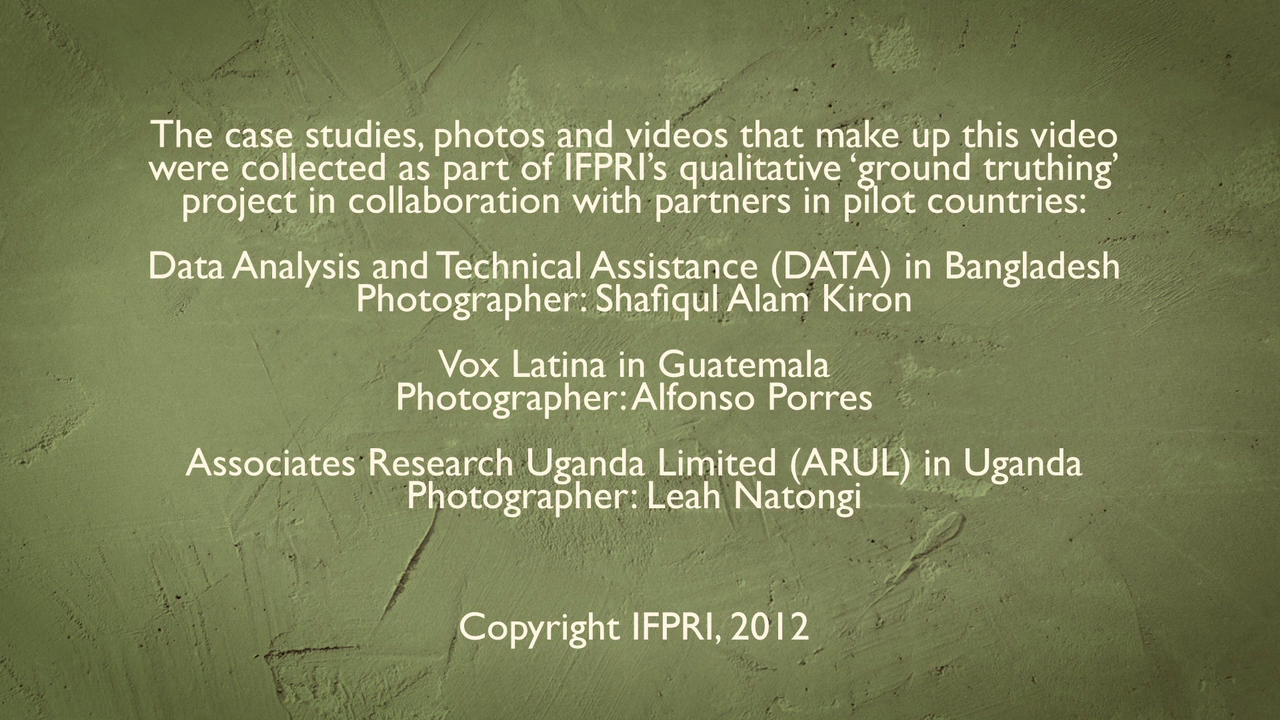 The case studies, photos and videos that make up this video
were collected as part of IFPRI’s qualitative ‘ground truthing’
project in collaboration with partners in pilot countries:
Data Analysis and Technical Assistance (DATA) in Bangladesh
Photographer: Shafiqul Alam Kiron
Vox Latina in Guatemala
Photographer: Alfonso Porres
Associates Research Uganda Limited (ARUL) in Uganda
Photographer: Leah Natongi
Copyright IFPRI, 2012